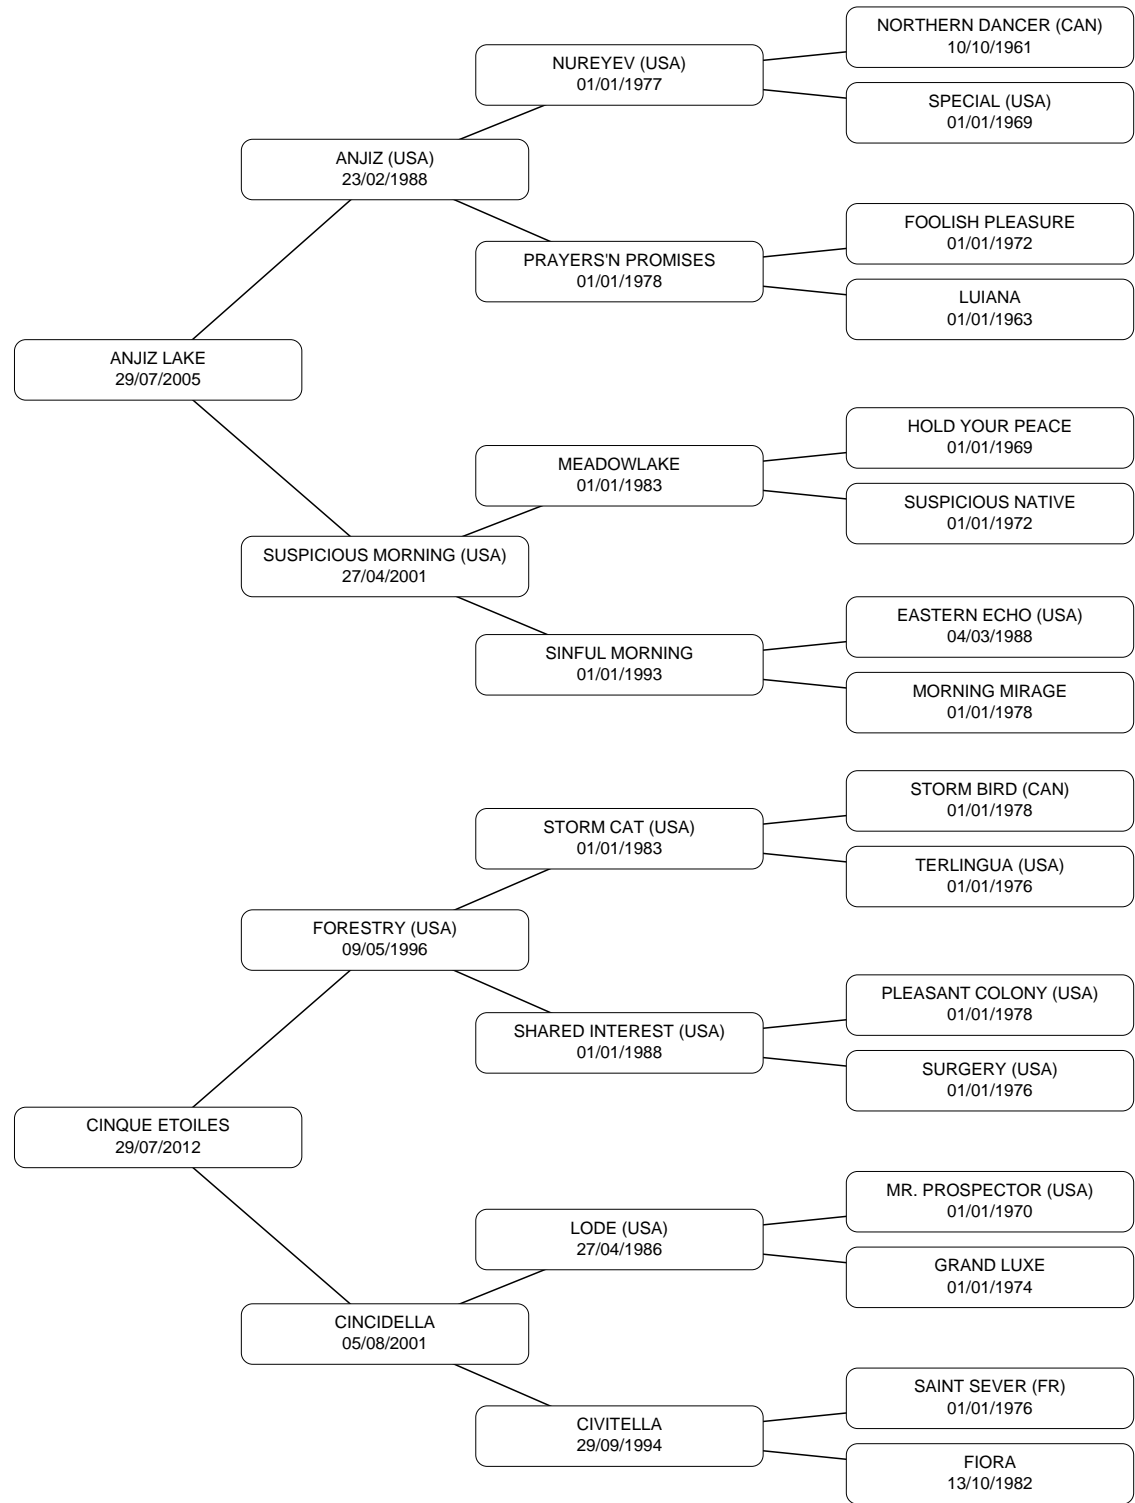 NORTHERN DANCER (CAN)
10/10/1961
NUREYEV (USA)
01/01/1977
SPECIAL (USA)
01/01/1969
ANJIZ (USA)
23/02/1988
FOOLISH PLEASURE
01/01/1972
PRAYERS'N PROMISES
01/01/1978
LUIANA
01/01/1963
ANJIZ LAKE
29/07/2005
HOLD YOUR PEACE
01/01/1969
MEADOWLAKE
01/01/1983
SUSPICIOUS NATIVE
01/01/1972
SUSPICIOUS MORNING (USA)
27/04/2001
EASTERN ECHO (USA)
04/03/1988
SINFUL MORNING
01/01/1993
MORNING MIRAGE
01/01/1978
STORM BIRD (CAN)
01/01/1978
STORM CAT (USA)
01/01/1983
TERLINGUA (USA)
01/01/1976
FORESTRY (USA)
09/05/1996
PLEASANT COLONY (USA)
01/01/1978
SHARED INTEREST (USA)
01/01/1988
SURGERY (USA)
01/01/1976
CINQUE ETOILES
29/07/2012
MR. PROSPECTOR (USA)
01/01/1970
LODE (USA)
27/04/1986
GRAND LUXE
01/01/1974
CINCIDELLA
05/08/2001
SAINT SEVER (FR)
01/01/1976
CIVITELLA
29/09/1994
FIORA
13/10/1982